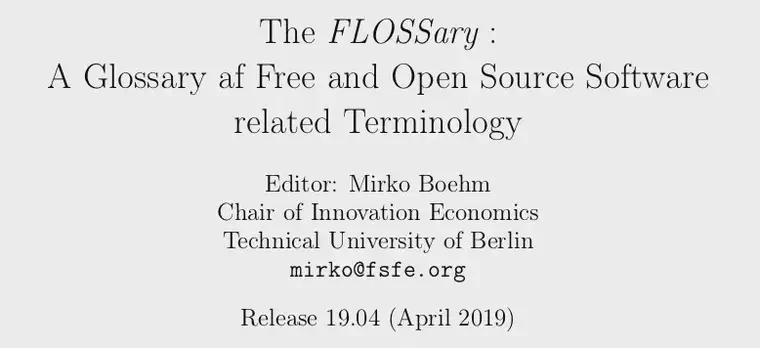 The FLOSSary :
A Glossary af Free and Open Source Software
related Terminology
Editor: Mirko Boehm
Chair of Innovation Economics
Technical University of Berlin
mirko@fsfe.org
Release 19.04 (April 2019)